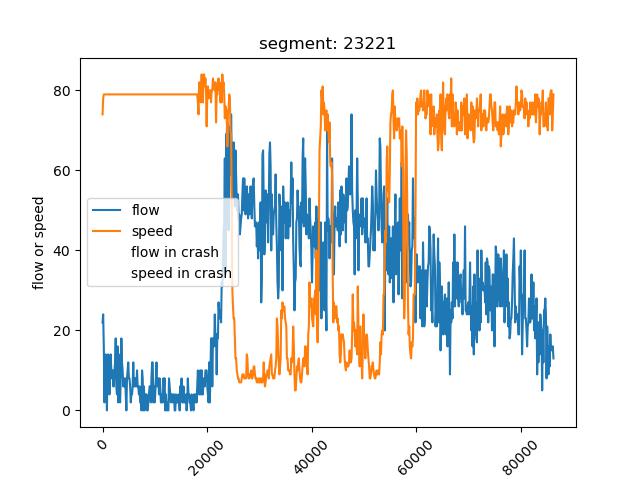 segment: 23221
80
60
40
20
0
flow or speed
flow
speed
flow in crash
speed in crash
0
20000
40000
60000
80000